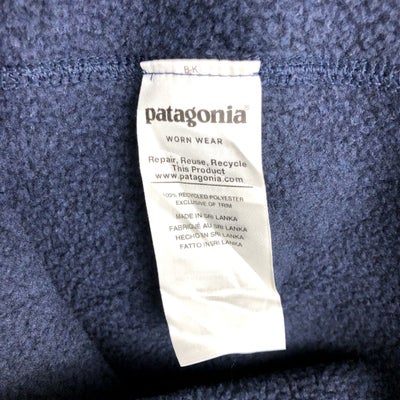 B-K
patagonia®
WORN WEAR
Repair, Reuse, Recycle
This Product
www.patagonia.com
100% RECYCLED POLYESTER
EXCLUSIVE OF TRIM
MADE IN SRI LANKA
FABRIQUÉ AU SRI LANKA
HECHO EN SRI LANKA
FATTO IN SRI LANKA